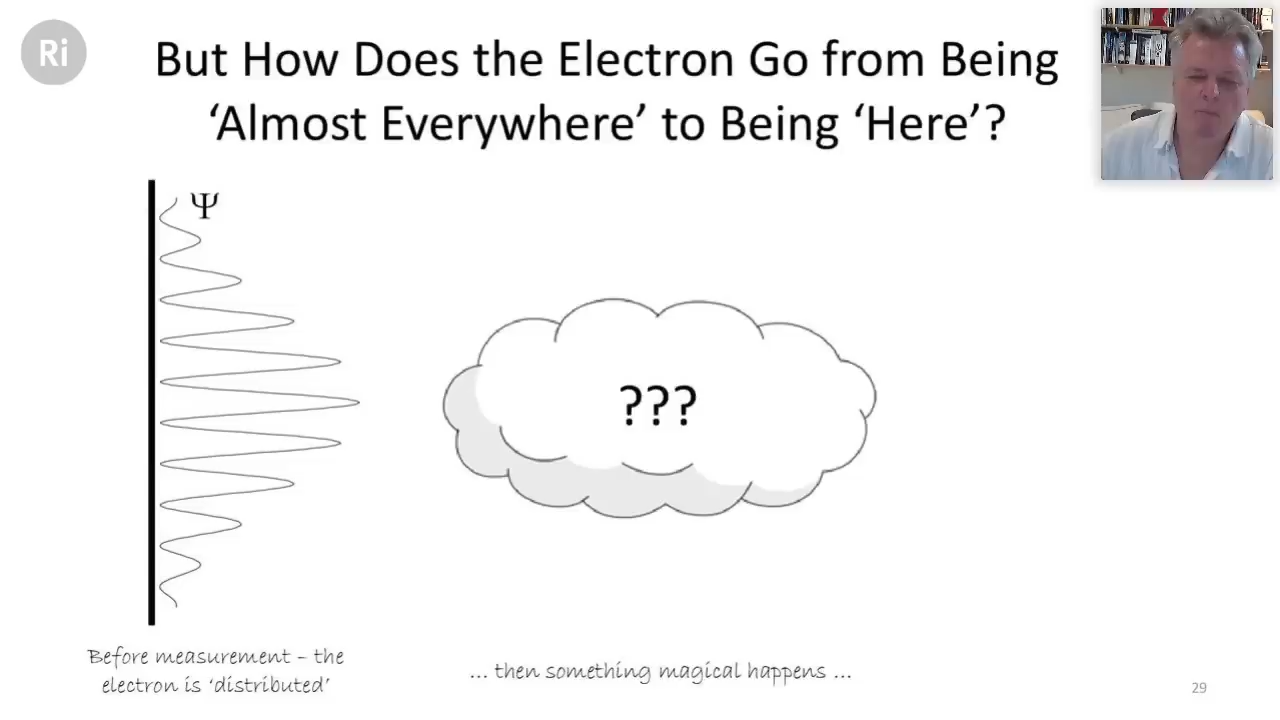 Ri
But How Does the Electron Go from Being
‘Almost Everywhere’ to Being ‘Here’?
Ψ
???
Before measurement – the
electron is ‘distributed’
... then something magical happens ...
29